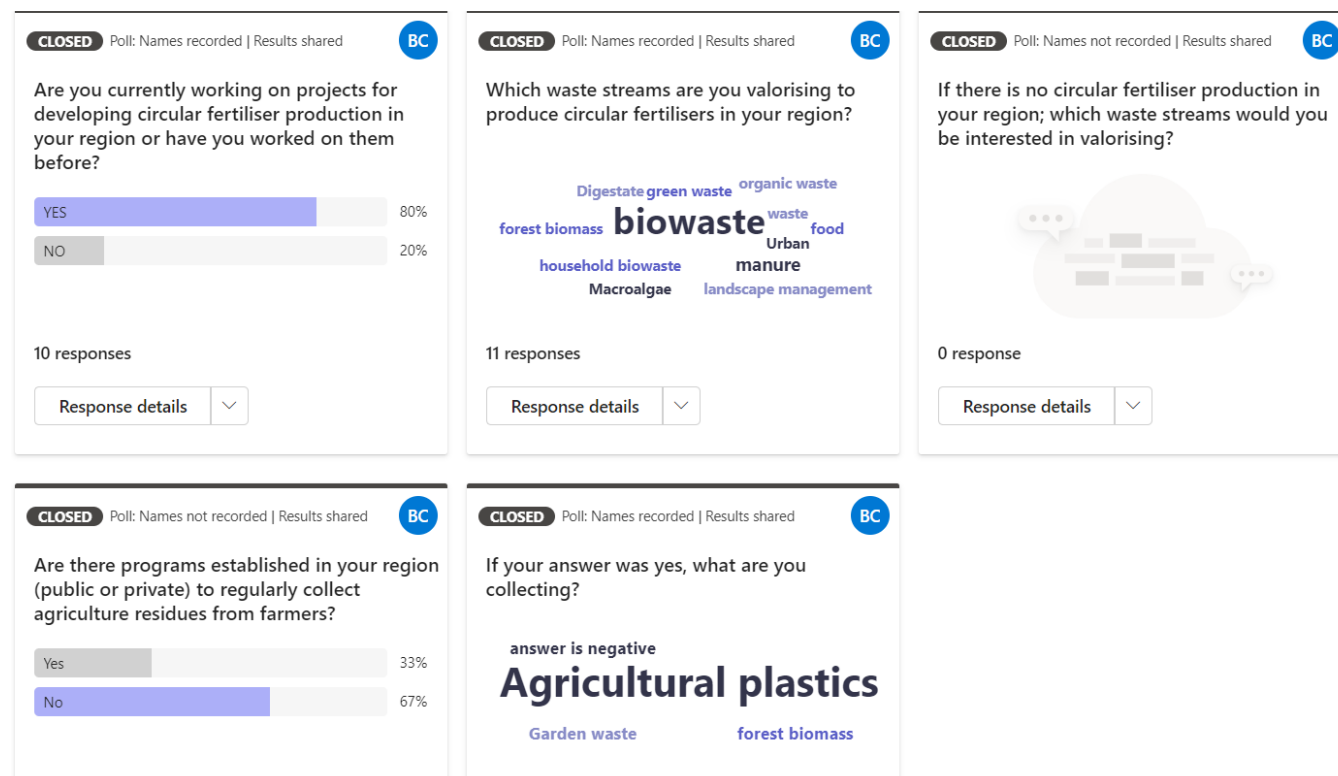 CLOSED Poll: Names recorded | Results shared BC
Are you currently working on projects for
developing circular fertiliser production in
your region or have you worked on them
before?
YES 80%
NO 20%
10 responses
Response details
CLOSED Poll: Names recorded | Results shared BC
Which waste streams are you valorising to
produce circular fertilisers in your region?
Digestate green waste organic waste
forest biomass biowaste waste food
Urban
household biowaste manure
Macroalgae landscape management
11 responses
Response details
CLOSED Poll: Names not recorded | Results shared BC
If there is no circular fertiliser production in
your region; which waste streams would you
be interested in valorising?
0 response
Response details
CLOSED Poll: Names not recorded | Results shared BC
Are there programs established in your region
(public or private) to regularly collect
agriculture residues from farmers?
Yes 33%
No 67%
CLOSED Poll: Names recorded | Results shared BC
If your answer was yes, what are you
collecting?
answer is negative
Agricultural plastics
Garden waste forest biomass